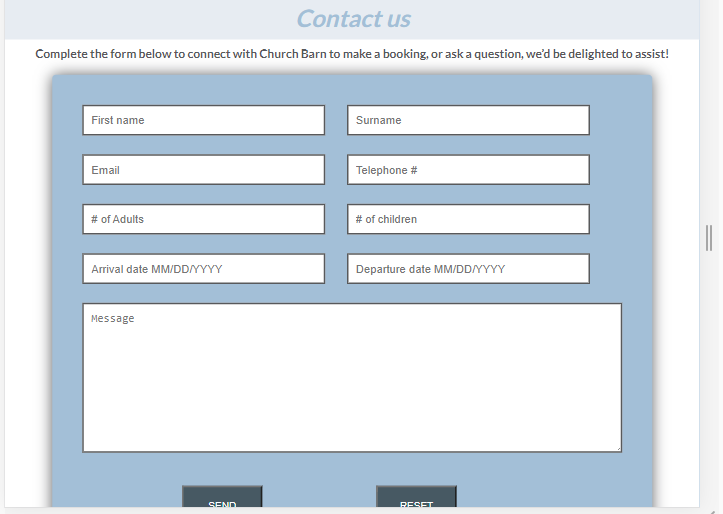 Contact us
Complete the form below to connect with Church Barn to make a booking, or ask a question, we'd be delighted to assist!
First name Surname
Email Telephone #
# of Adults # of children
Arrival date MM/DD/YYYY Departure date MM/DD/YYYY
Message
SEND RESET